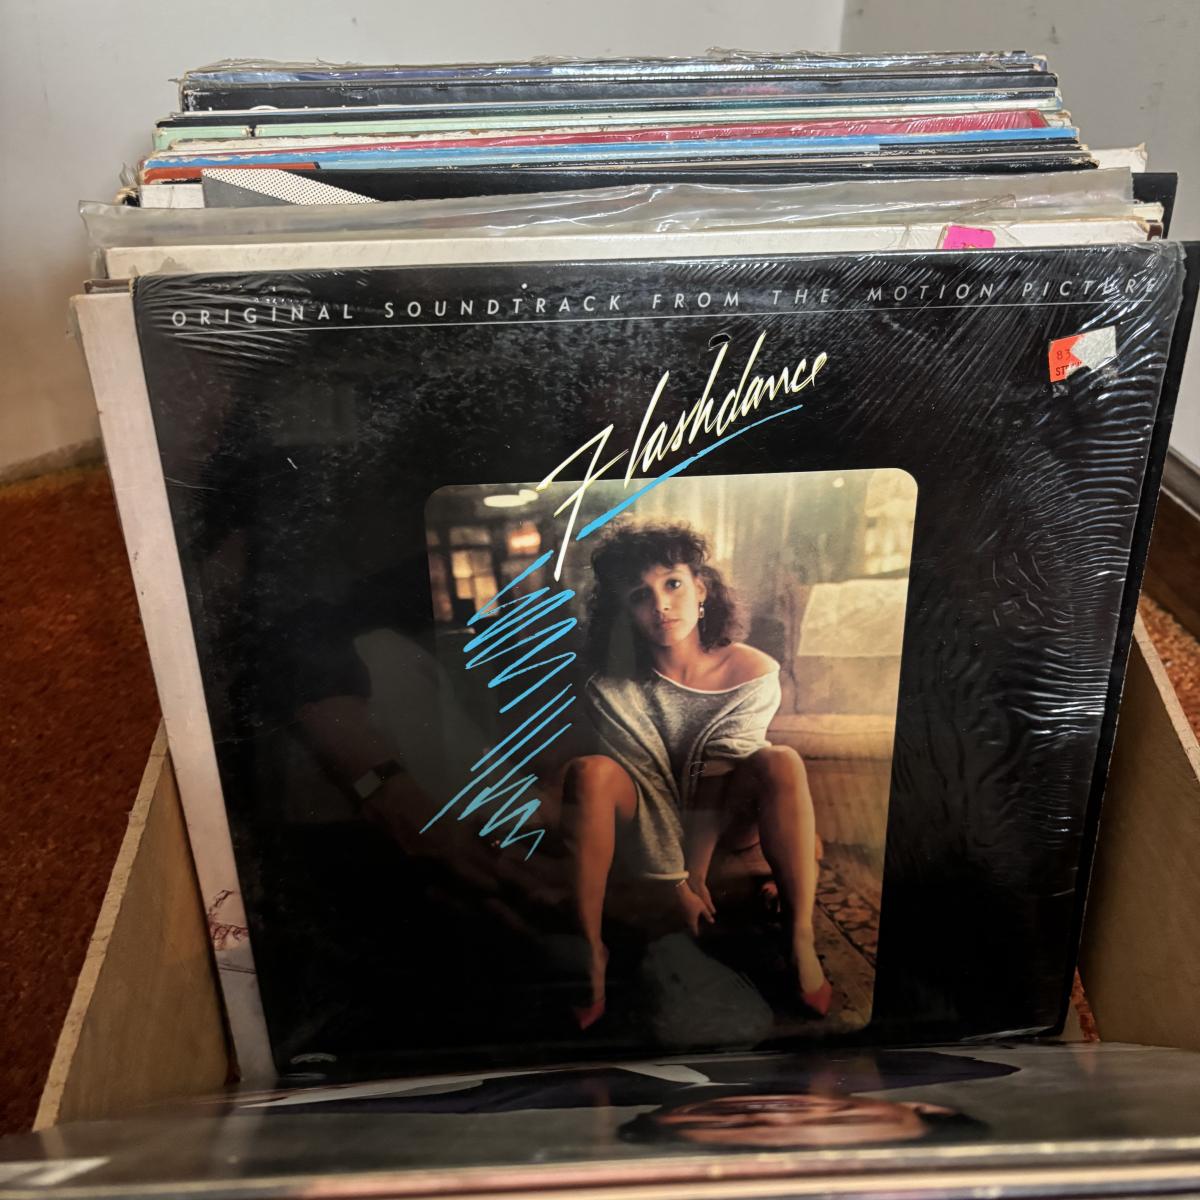 ORIGINAL SOUNDTRACK FROM THE MOTION PICTURE
Flashdance